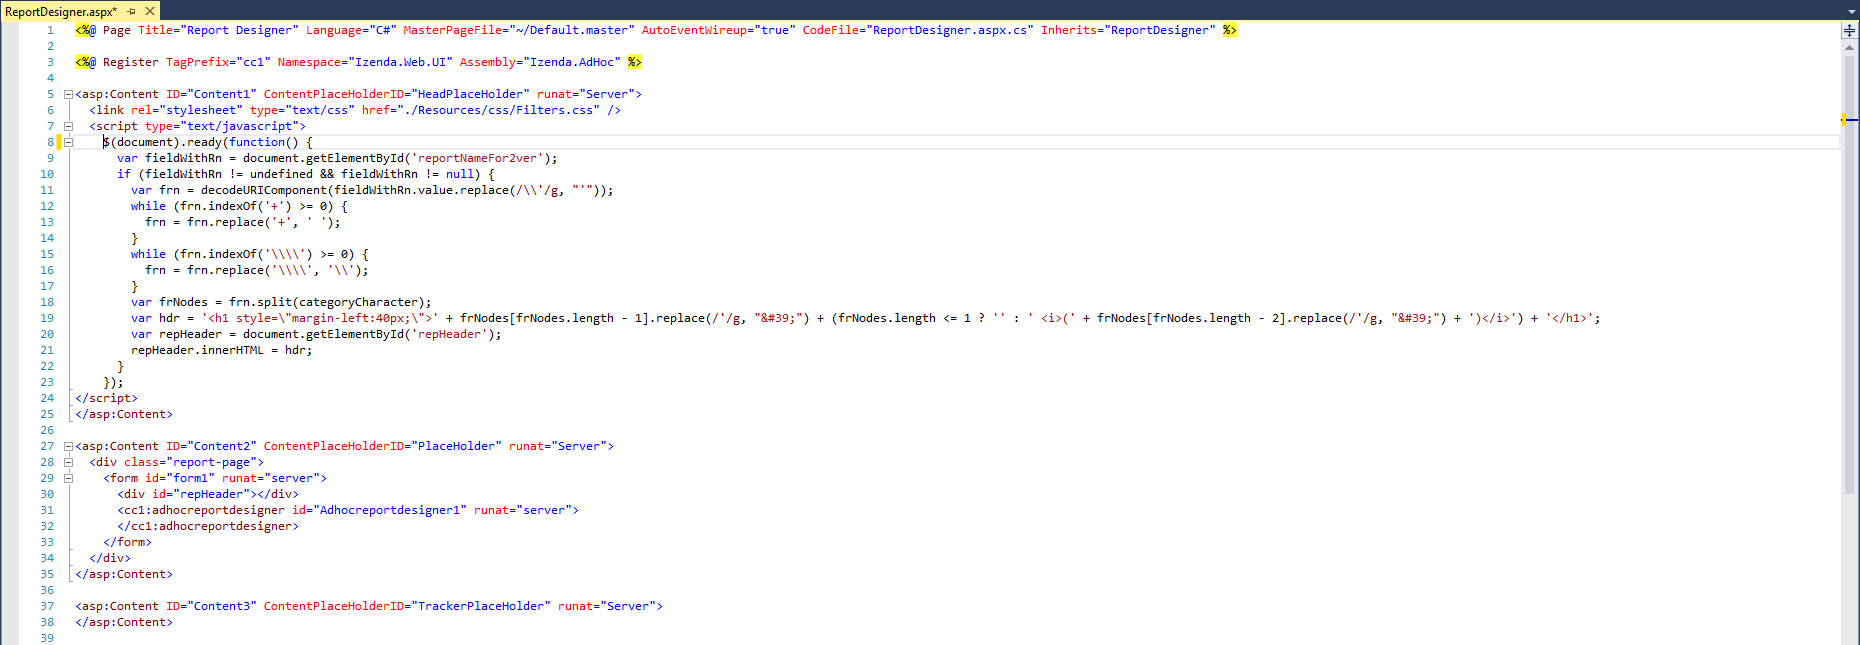 ReportDesigner.aspx*
1 <%@ Page Title="Report Designer" Language="C#" MasterPageFile="~/Default.master" AutoEventWireup="true" CodeFile="ReportDesigner.aspx.cs" Inherits="ReportDesigner" %>
2
3 <%@ Register TagPrefix="cc1" Namespace="Izenda.Web.UI" Assembly="Izenda.AdHoc" %>
4
5 <asp:Content ID="Content1" ContentPlaceHolderID="HeadPlaceHolder" runat="Server">
6   <link rel="stylesheet" type="text/css" href="./Resources/css/Filters.css" />
7   <script type="text/javascript">
8     $(document).ready(function() {
9       var fieldWithRn = document.getElementById('reportNameFor2ver');
10       if (fieldWithRn != undefined && fieldWithRn != null) {
11         var frn = decodeURIComponent(fieldWithRn.value.replace(/\\'/g, "'"));
12         while (frn.indexOf('+') >= 0) {
13           frn = frn.replace('+', ' ');
14         }
15         while (frn.indexOf('\\\\') >= 0) {
16           frn = frn.replace('\\\\', '\\');
17         }
18         var frNodes = frn.split(categoryCharacter);
19         var hdr = '<h1 style=\"margin-left:40px;\">' + frNodes[frNodes.length - 1].replace(/'/g, "&#39;") + (frNodes.length <= 1 ? '' : ' <i>(' + frNodes[frNodes.length - 2].replace(/'/g, "&#39;") + ')</i>') + '</h1>';
20         var repHeader = document.getElementById('repHeader');
21         repHeader.innerHTML = hdr;
22       }
23     });
24 </script>
25 </asp:Content>
26
27 <asp:Content ID="Content2" ContentPlaceHolderID="PlaceHolder" runat="Server">
28   <div class="report-page">
29     <form id="form1" runat="server">
30       <div id="repHeader"></div>
31       <cc1:adhocreportdesigner id="Adhocreportdesigner1" runat="server">
32       </cc1:adhocreportdesigner>
33     </form>
34   </div>
35 </asp:Content>
36
37 <asp:Content ID="Content3" ContentPlaceHolderID="TrackerPlaceHolder" runat="Server">
38 </asp:Content>
39